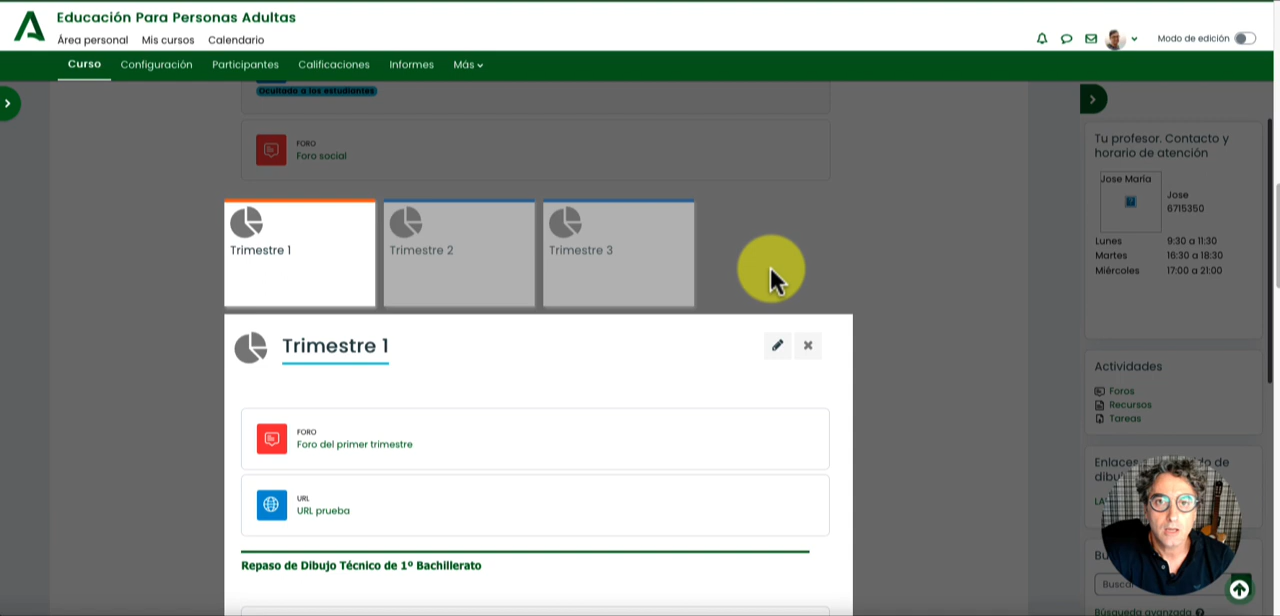 Educación Para Personas Adultas
Área personal Mis cursos Calendario
Modo de edición
Curso Configuración Participantes Calificaciones Informes Más
Ocultado a los estudiantes
FORO
Foro social
Trimestre 1
Trimestre 2
Trimestre 3
Trimestre 1
FORO
Foro del primer trimestre
URL
URL prueba
Repaso de Dibujo Técnico de 1º Bachillerato
Tu profesor. Contacto y
horario de atención
Jose María
Jose
6715350
Lunes 9:30 a 11:30
Martes 16:30 a 18:30
Miércoles 17:00 a 21:00
Actividades
Foros
Recursos
Tareas
Enlaces de
Búsqueda avanzada